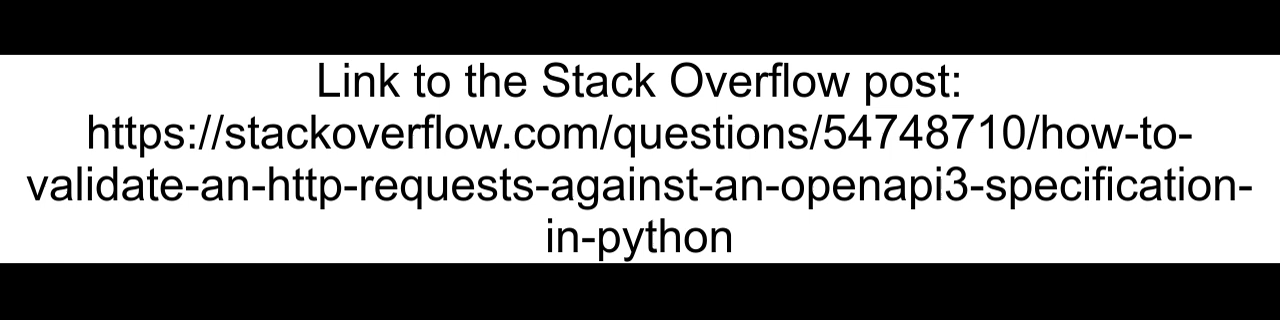 Link to the Stack Overflow post:
https://stackoverflow.com/questions/54748710/how-to-
validate-an-http-requests-against-an-openapi3-specification-
in-python